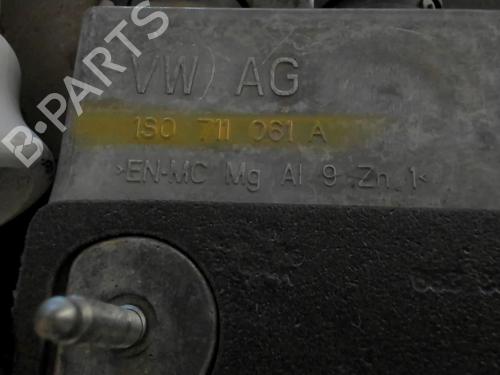 B-PARTS
VW AG
1S0 711 061 A
>EN-MC Mg Al 9 Zn 1<